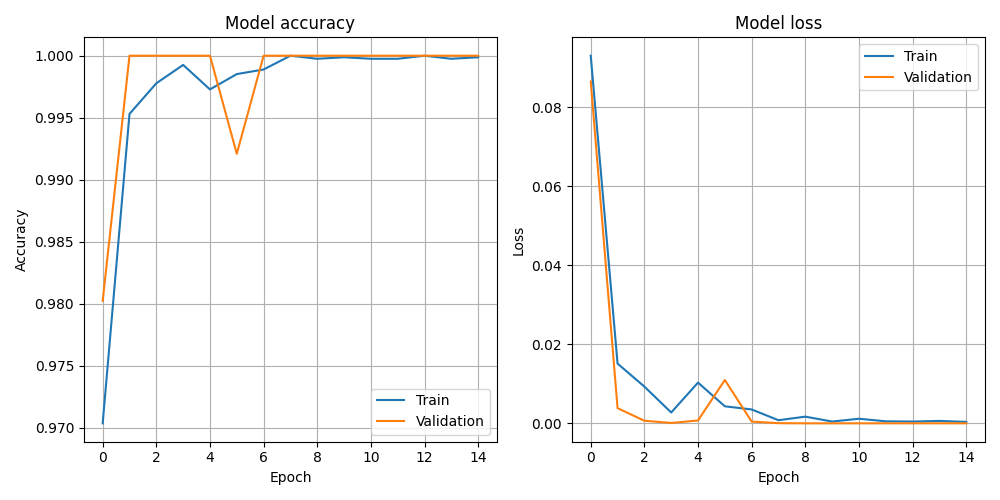 Model accuracy
1.000
0.995
0.990
0.985
0.980
0.975
0.970
Accuracy
0 2 4 6 8 10 12 14
Epoch
Train
Validation
Model loss
0.08
0.06
0.04
0.02
0.00
Loss
0 2 4 6 8 10 12 14
Epoch
Train
Validation